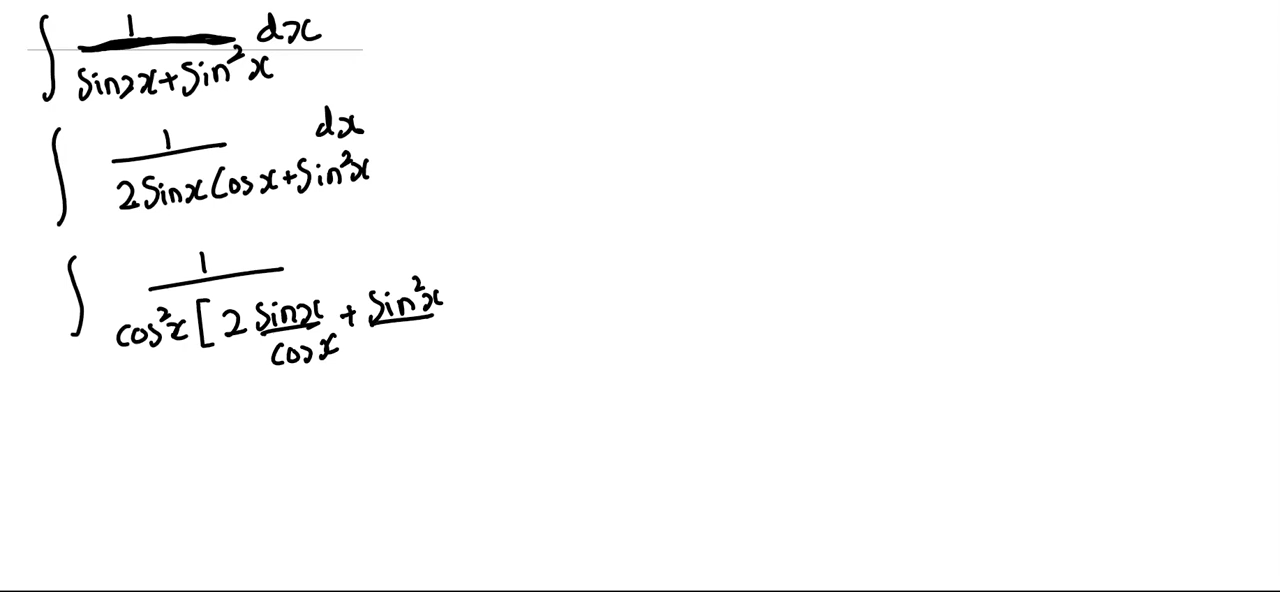 ∫ 1/(sin2x+sin²x) dx
∫ 1/(2sinx cosx+sin²x) dx
∫ 1/(cos²x [2 sinx/cosx + sin²x/